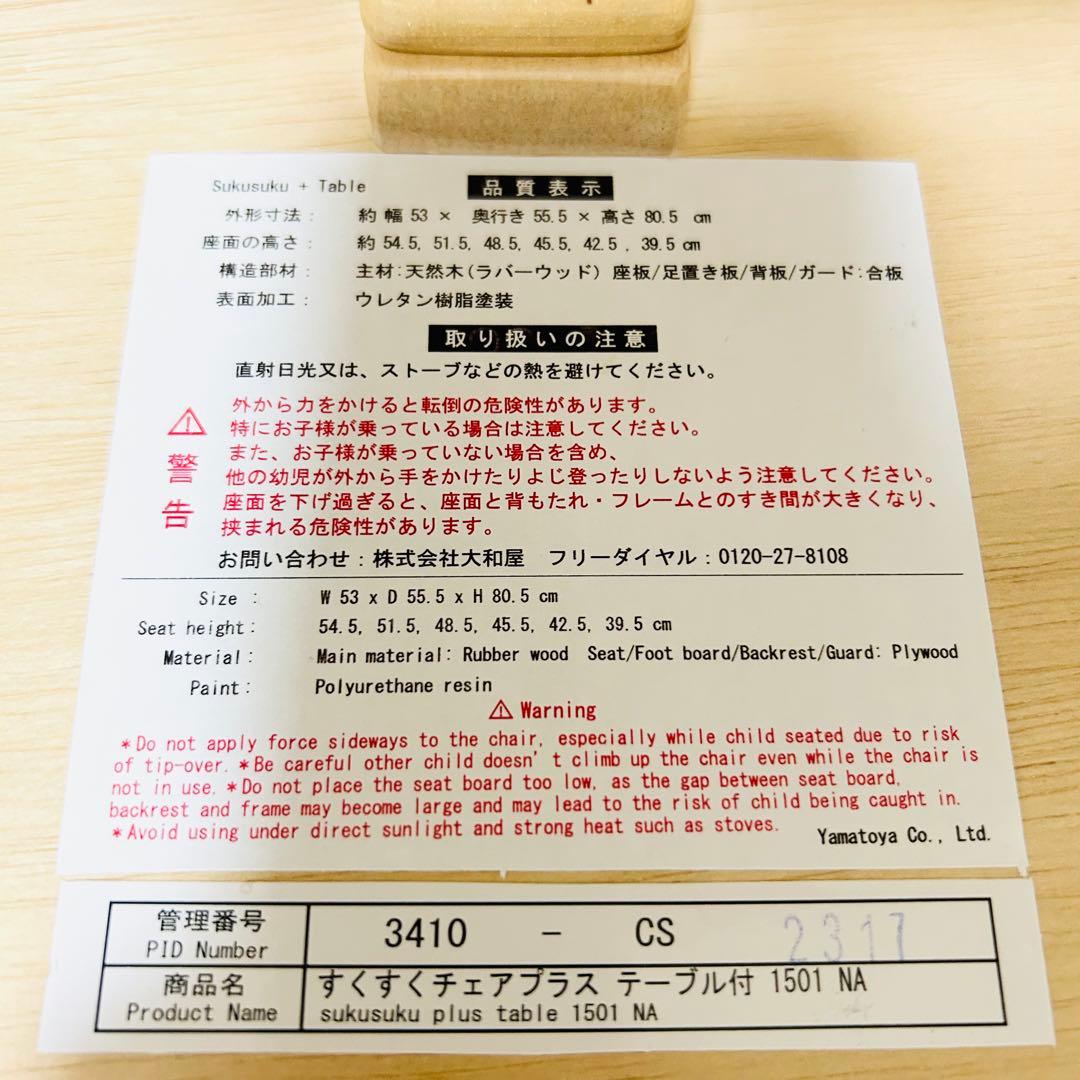 Sukusuku + Table 品質表示
外形寸法: 約 幅 53 × 奥行き 55.5 × 高さ 80.5 cm
座面の高さ: 約 54.5, 51.5, 48.5, 45.5, 42.5 , 39.5 cm
構造部材: 主材:天然木(ラバーウッド) 座板/足置き板/背板/ガード:合板
表面加工: ウレタン樹脂塗装
取り扱いの注意
直射日光又は、ストーブなどの熱を避けてください。
⚠警告
外から力をかけると転倒の危険性があります。
特にお子様が乗っている場合は注意してください。
また、お子様が乗っていない場合を含め、
他の幼児が外から手をかけたりよじ登ったりしないよう注意してください。
座面を下げ過ぎると、座面と背もたれ・フレームとのすき間が大きくなり、
挟まれる危険性があります。
お問い合わせ:株式会社大和屋 フリーダイヤル:0120-27-8108
Size : W 53 x D 55.5 x H 80.5 cm
Seat height: 54.5, 51.5, 48.5, 45.5, 42.5, 39.5 cm
Material: Main material: Rubber wood Seat/Foot board/Backrest/Guard: Plywood
Paint: Polyurethane resin
⚠ Warning
*Do not apply force sideways to the chair, especially while child seated due to risk
of tip-over. *Be careful other child doesn't climb up the chair even while the chair is
not in use. *Do not place the seat board too low, as the gap between seat board,
backrest and frame may become large and may lead to the risk of child being caught in.
*Avoid using under direct sunlight and strong heat such as stoves.
Yamatoya Co., Ltd.
管理番号 3410 - CS 2317
PID Number
商品名 すくすくチェアプラス テーブル付 1501 NA
Product Name sukusuku plus table 1501 NA